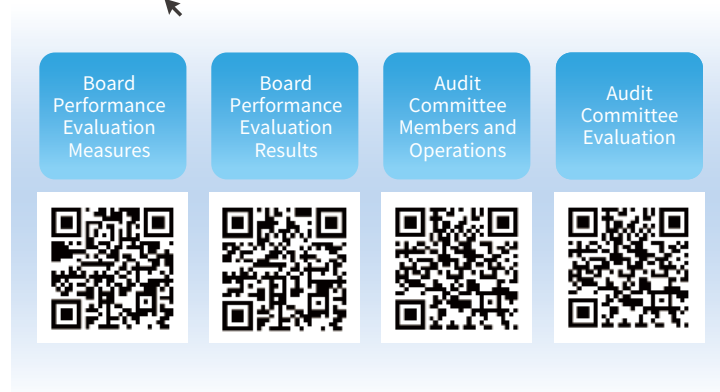 Board
Performance
Evaluation
Measures
Board
Performance
Evaluation
Results
Audit
Committee
Members and
Operations
Audit
Committee
Evaluation